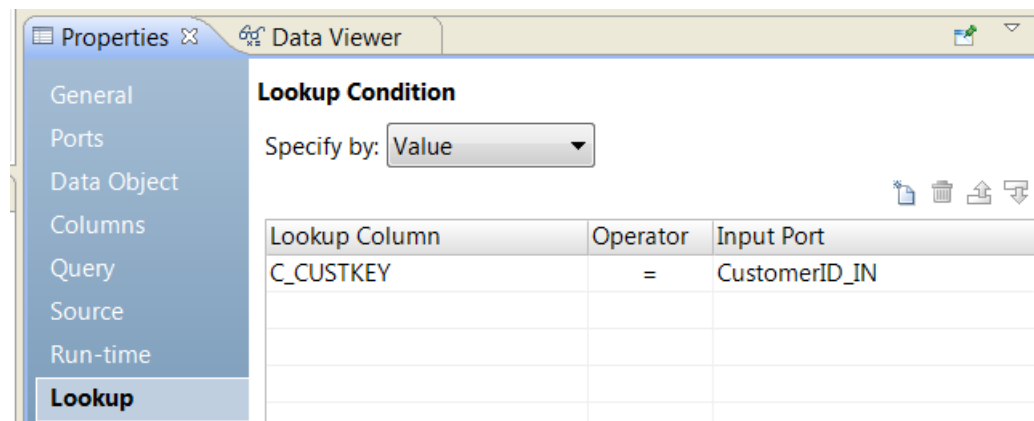 Properties Data Viewer
General
Ports
Data Object
Columns
Query
Source
Run-time
Lookup
Lookup Condition
Specify by: Value
Lookup Column Operator Input Port
C_CUSTKEY = CustomerID_IN